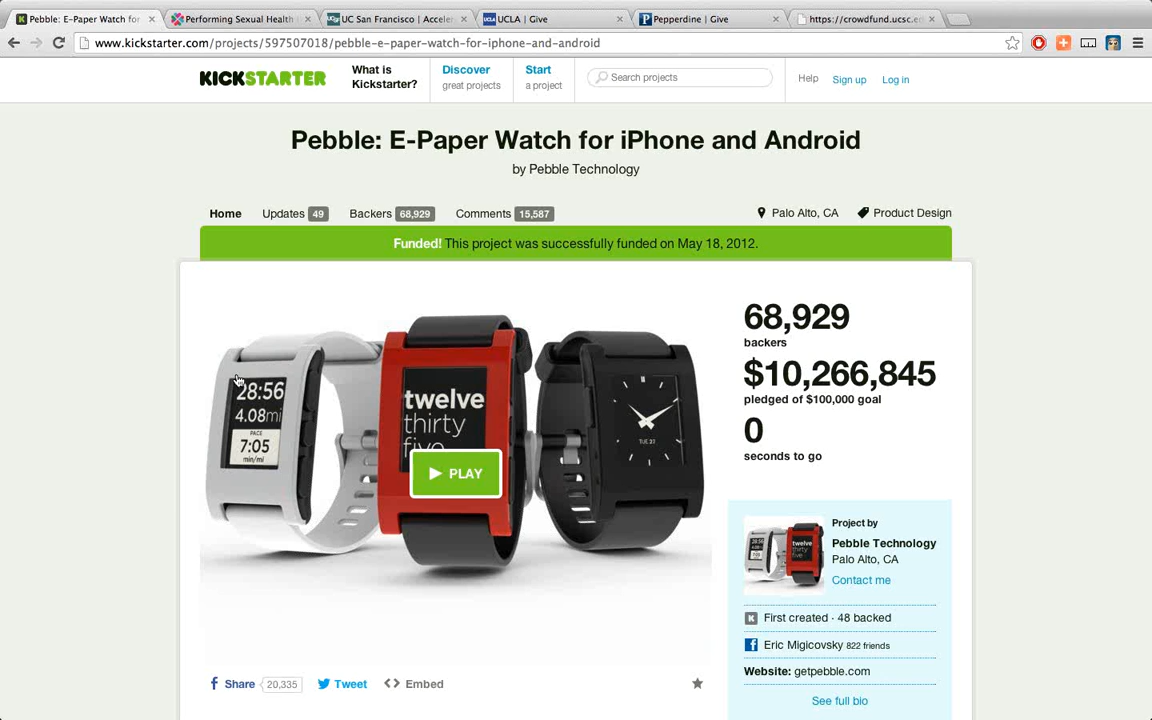 Pebble: E-Paper Watch for
Performing Sexual Health
UC San Francisco | Acceler
UCLA | Give
Pepperdine | Give
https://crowdfund.ucsc.e
www.kickstarter.com/projects/597507018/pebble-e-paper-watch-for-iphone-and-android
KICKSTARTER
What is Kickstarter?
Discover great projects
Start a project
Search projects
Help
Sign up
Log in
Pebble: E-Paper Watch for iPhone and Android
by Pebble Technology
Home
Updates 49
Backers 68,929
Comments 15,587
Palo Alto, CA
Product Design
Funded! This project was successfully funded on May 18, 2012.
28:56
4.08mi
PACE
7:05
min/mi
twelve
thirty
five
PLAY
68,929
backers
$10,266,845
pledged of $100,000 goal
0
seconds to go
Project by
Pebble Technology
Palo Alto, CA
Contact me
First created · 48 backed
Eric Migicovsky 822 friends
Website: getpebble.com
See full bio
Share 20,335
Tweet
Embed